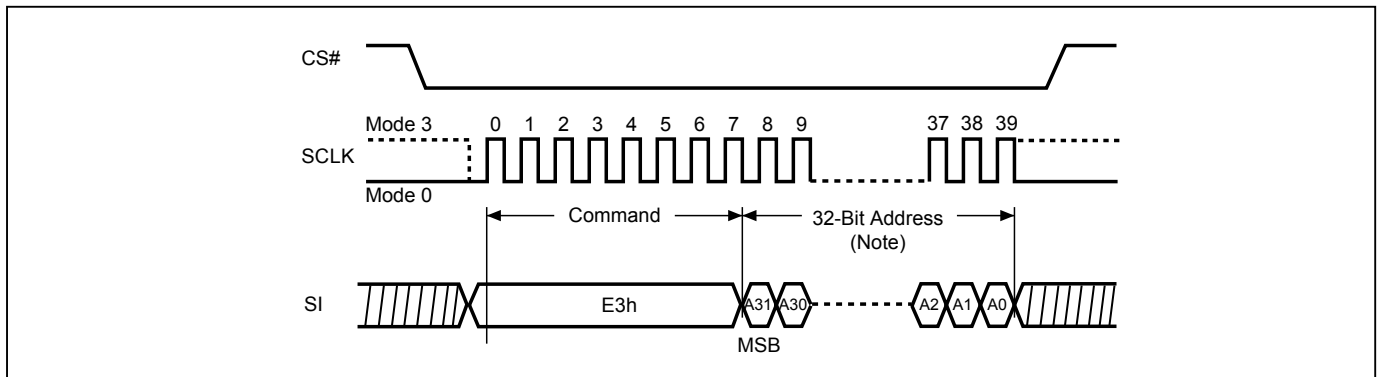 CS#
Mode 3
0 1 2 3 4 5 6 7 8 9 37 38 39
SCLK
Mode 0
Command
32-Bit Address
(Note)
SI
E3h
A31 A30 A2 A1 A0
MSB